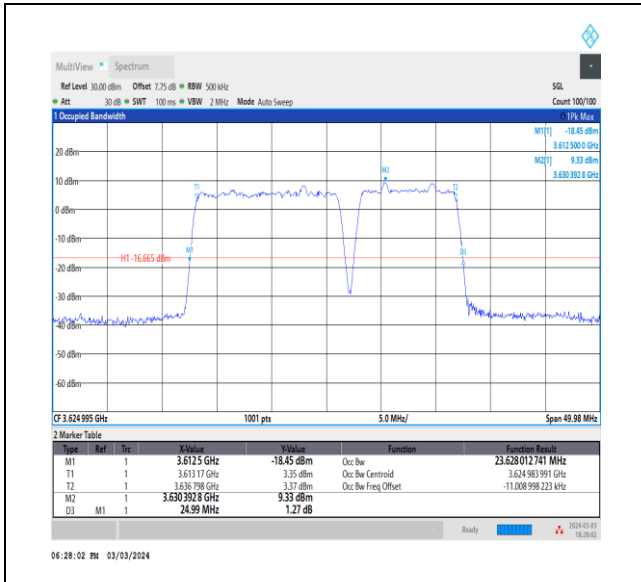 MultiView Spectrum
Ref Level 30.00 dBm Offset 7.75 dB RBW 500 kHz SGL
Att 30 dB SWT 100 ms VBW 2 MHz Mode Auto Sweep Count 100/100
1 Occupied Bandwidth 1Pk Max
M1[1] -18.45 dBm
3.612 500 0 GHz
M2[1] 9.33 dBm
3.630 392 8 GHz
20 dBm
10 dBm
T1 M2 T2
0 dBm
-10 dBm
M1 D3
H1 -16.665 dBm
-20 dBm
-30 dBm
-40 dBm
-50 dBm
-60 dBm
CF 3.624 995 GHz 1001 pts 5.0 MHz/ Span 49.98 MHz
2 Marker Table
Type Ref Trc X-Value Y-Value Function Function Result
M1 1 3.6125 GHz -18.45 dBm Occ Bw 23.628 012 741 MHz
T1 1 3.613 17 GHz 3.35 dBm Occ Bw Centroid 3.624 983 991 GHz
T2 1 3.636 798 GHz 3.37 dBm Occ Bw Freq Offset -11.008 998 223 kHz
M2 1 3.630 392 8 GHz 9.33 dBm
D3 M1 1 24.99 MHz 1.27 dB
Ready 2024-03-03
18:28:02
06:28:02 PM 03/03/2024